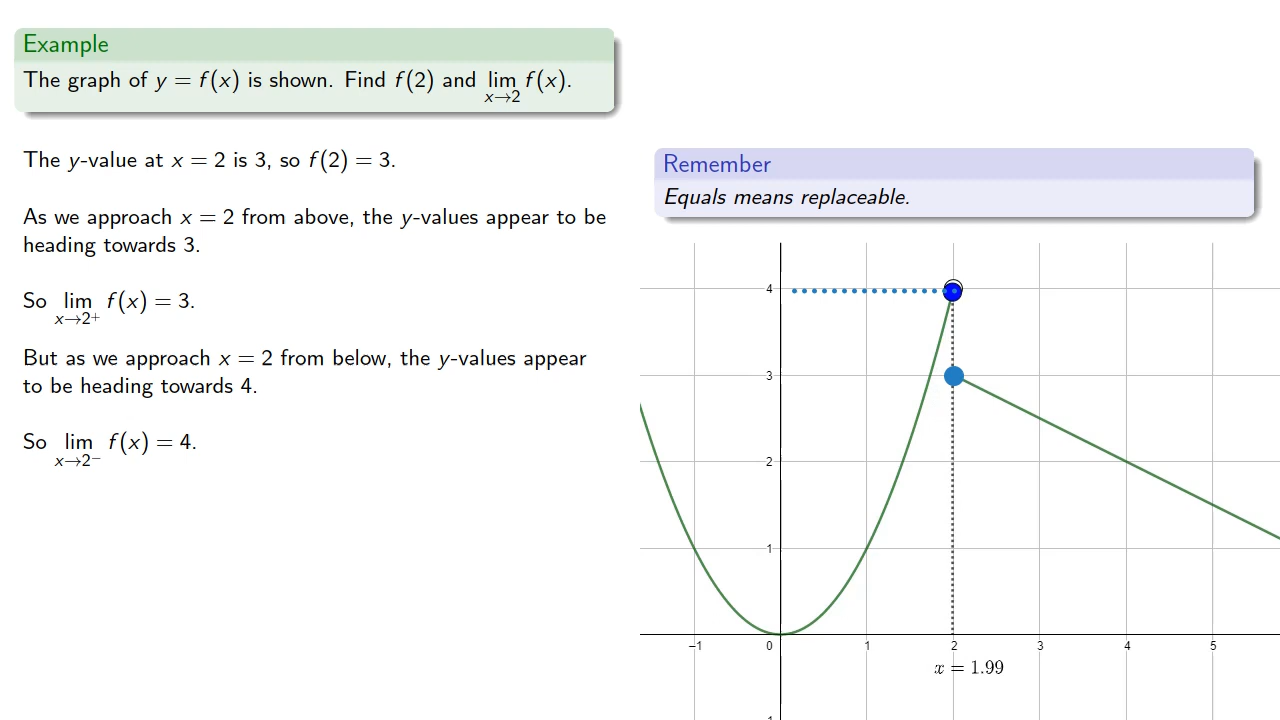 Example
The graph of y = f(x) is shown. Find f(2) and lim f(x).
x→2
The y-value at x = 2 is 3, so f(2) = 3.
As we approach x = 2 from above, the y-values appear to be
heading towards 3.
So lim f(x) = 3.
x→2⁺
But as we approach x = 2 from below, the y-values appear
to be heading towards 4.
So lim f(x) = 4.
x→2⁻
Remember
Equals means replaceable.
4
3
2
1
−1 0 1 2 3 4 5
x = 1.99